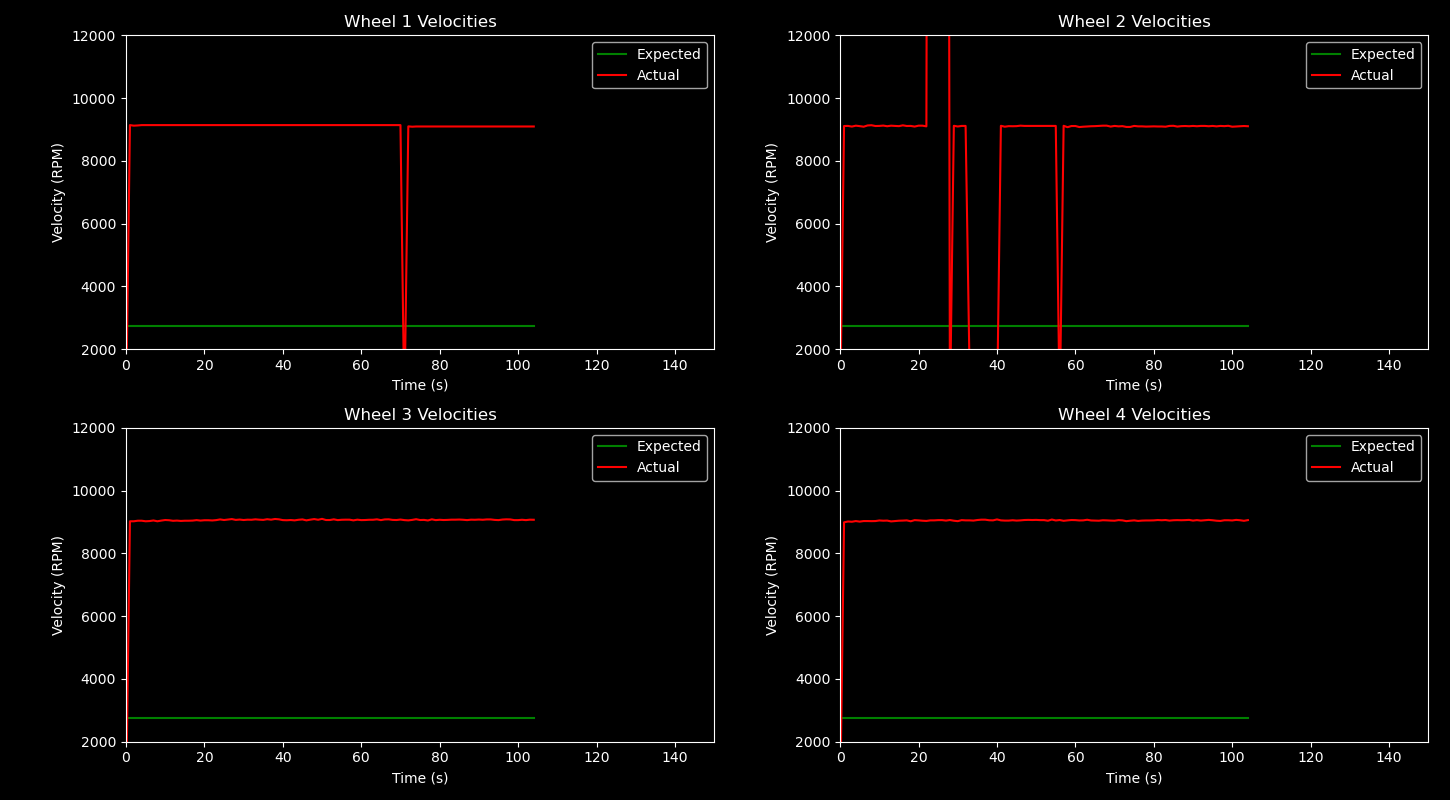 Wheel 1 Velocities
12000
10000
8000
6000
4000
2000
Velocity (RPM)
Expected
Actual
0 20 40 60 80 100 120 140
Time (s)
Wheel 2 Velocities
12000
10000
8000
6000
4000
2000
Velocity (RPM)
Expected
Actual
0 20 40 60 80 100 120 140
Time (s)
Wheel 3 Velocities
12000
10000
8000
6000
4000
2000
Velocity (RPM)
Expected
Actual
0 20 40 60 80 100 120 140
Time (s)
Wheel 4 Velocities
12000
10000
8000
6000
4000
2000
Velocity (RPM)
Expected
Actual
0 20 40 60 80 100 120 140
Time (s)